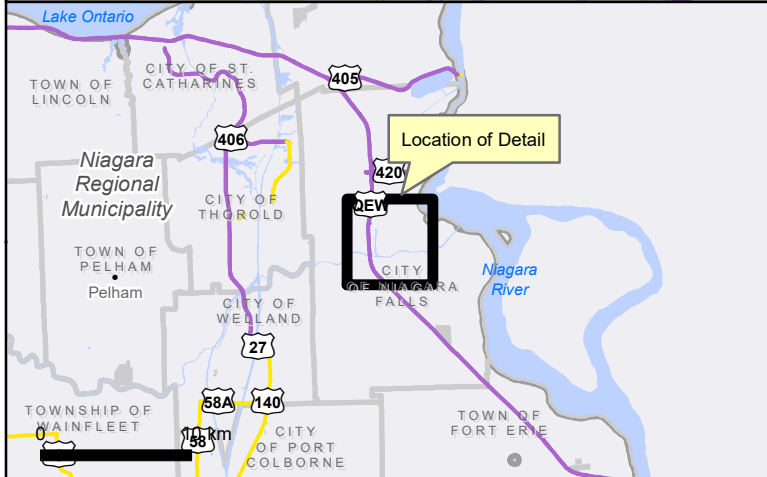 Lake Ontario
CITY OF ST.
CATHARINES
TOWN OF
LINCOLN
405
406
Location of Detail
420
Niagara
Regional
Municipality
QEW
CITY OF
THOROLD
TOWN OF
PELHAM
Pelham
CITY
OF NIAGARA
FALLS
Niagara
River
CITY OF
WELLAND
27
58A
140
TOWNSHIP OF
WAINFLEET
TOWN OF
FORT ERIE
0
10 km
58
CITY
OF PORT
COLBORNE